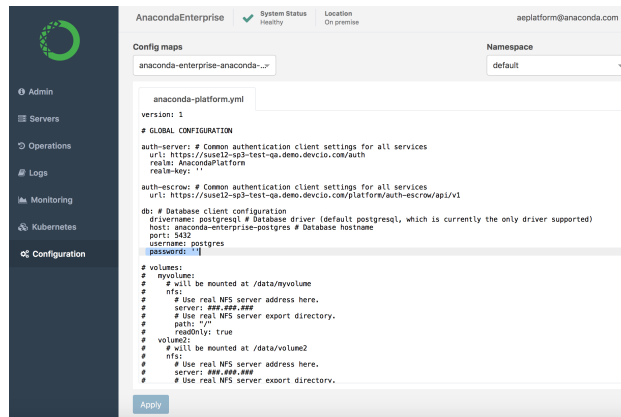 AnacondaEnterprise
System Status
Healthy
Location
On premise
aeplatform@anaconda.com
Config maps
Namespace
anaconda-enterprise-anaconda-...
default
Admin
Servers
Operations
Logs
Monitoring
Kubernetes
Configuration
anaconda-platform.yml
version: 1
# GLOBAL CONFIGURATION
auth-server: # Common authentication client settings for all services
url: https://suse12-sp3-test-qa.demo.devcio.com/auth
realm: AnacondaPlatform
realm-key: ''
auth-escrow: # Common authentication client settings for all services
url: https://suse12-sp3-test-qa.demo.devcio.com/platform/auth-escrow/api/v1
db: # Database client configuration
drivername: postgresql # Database driver (default postgresql, which is currently the only driver supported)
host: anaconda-enterprise-postgres # Database hostname
port: 5432
username: postgres
password: ''
# volumes:
#   myvolume:
#     # will be mounted at /data/myvolume
#     nfs:
#       # Use real NFS server address here.
#       server: ###.###.###
#       # Use real NFS server export directory.
#       path: "/"
#       readOnly: true
#   volume2:
#     # will be mounted at /data/volume2
#     nfs:
#       # Use real NFS server address here.
#       server: ###.###.###
#       # Use real NFS server export directory.
Apply